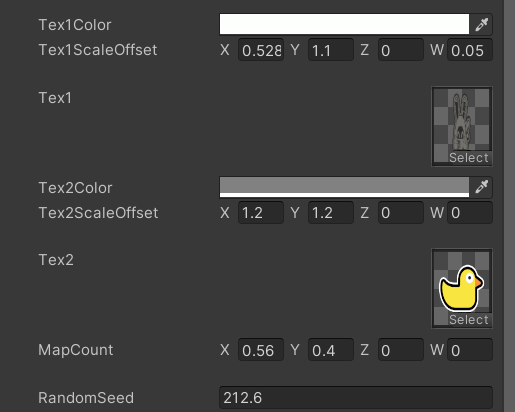 Tex1Color
Tex1ScaleOffset X 0.528 Y 1.1 Z 0 W 0.05
Tex1
Select
Tex2Color
Tex2ScaleOffset X 1.2 Y 1.2 Z 0 W 0
Tex2
Select
MapCount X 0.56 Y 0.4 Z 0 W 0
RandomSeed 212.6